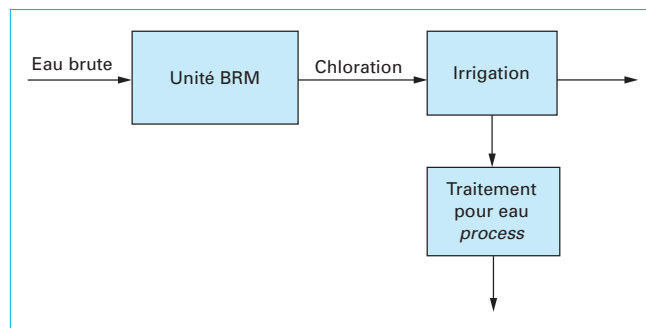 Eau brute
Unité BRM
Chloration
Irrigation
Traitement
pour eau
process